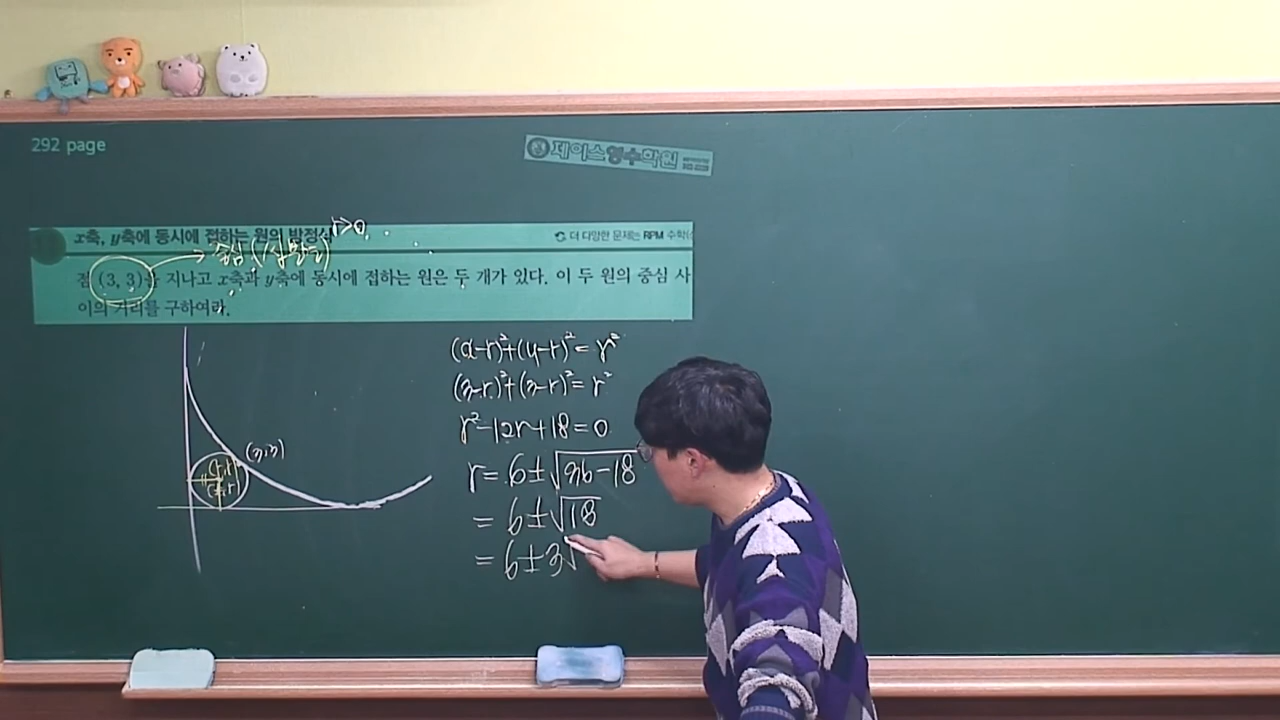 292 page
제이스영수학원
x축, y축에 동시에 접하는 원의 방정식
r>0
더 다양한 문제는 RPM 수학(
중심 (1사분면)
점 (3, 3)을 지나고 x축과 y축에 동시에 접하는 원은 두 개가 있다. 이 두 원의 중심 사
이의 거리를 구하여라.
(x-r)²+(y-r)²=r²
(3-r)²+(3-r)²=r²
r²-12r+18=0
r=6±√36-18
=6±√18
=6±3√
(3,3)
(r,r)